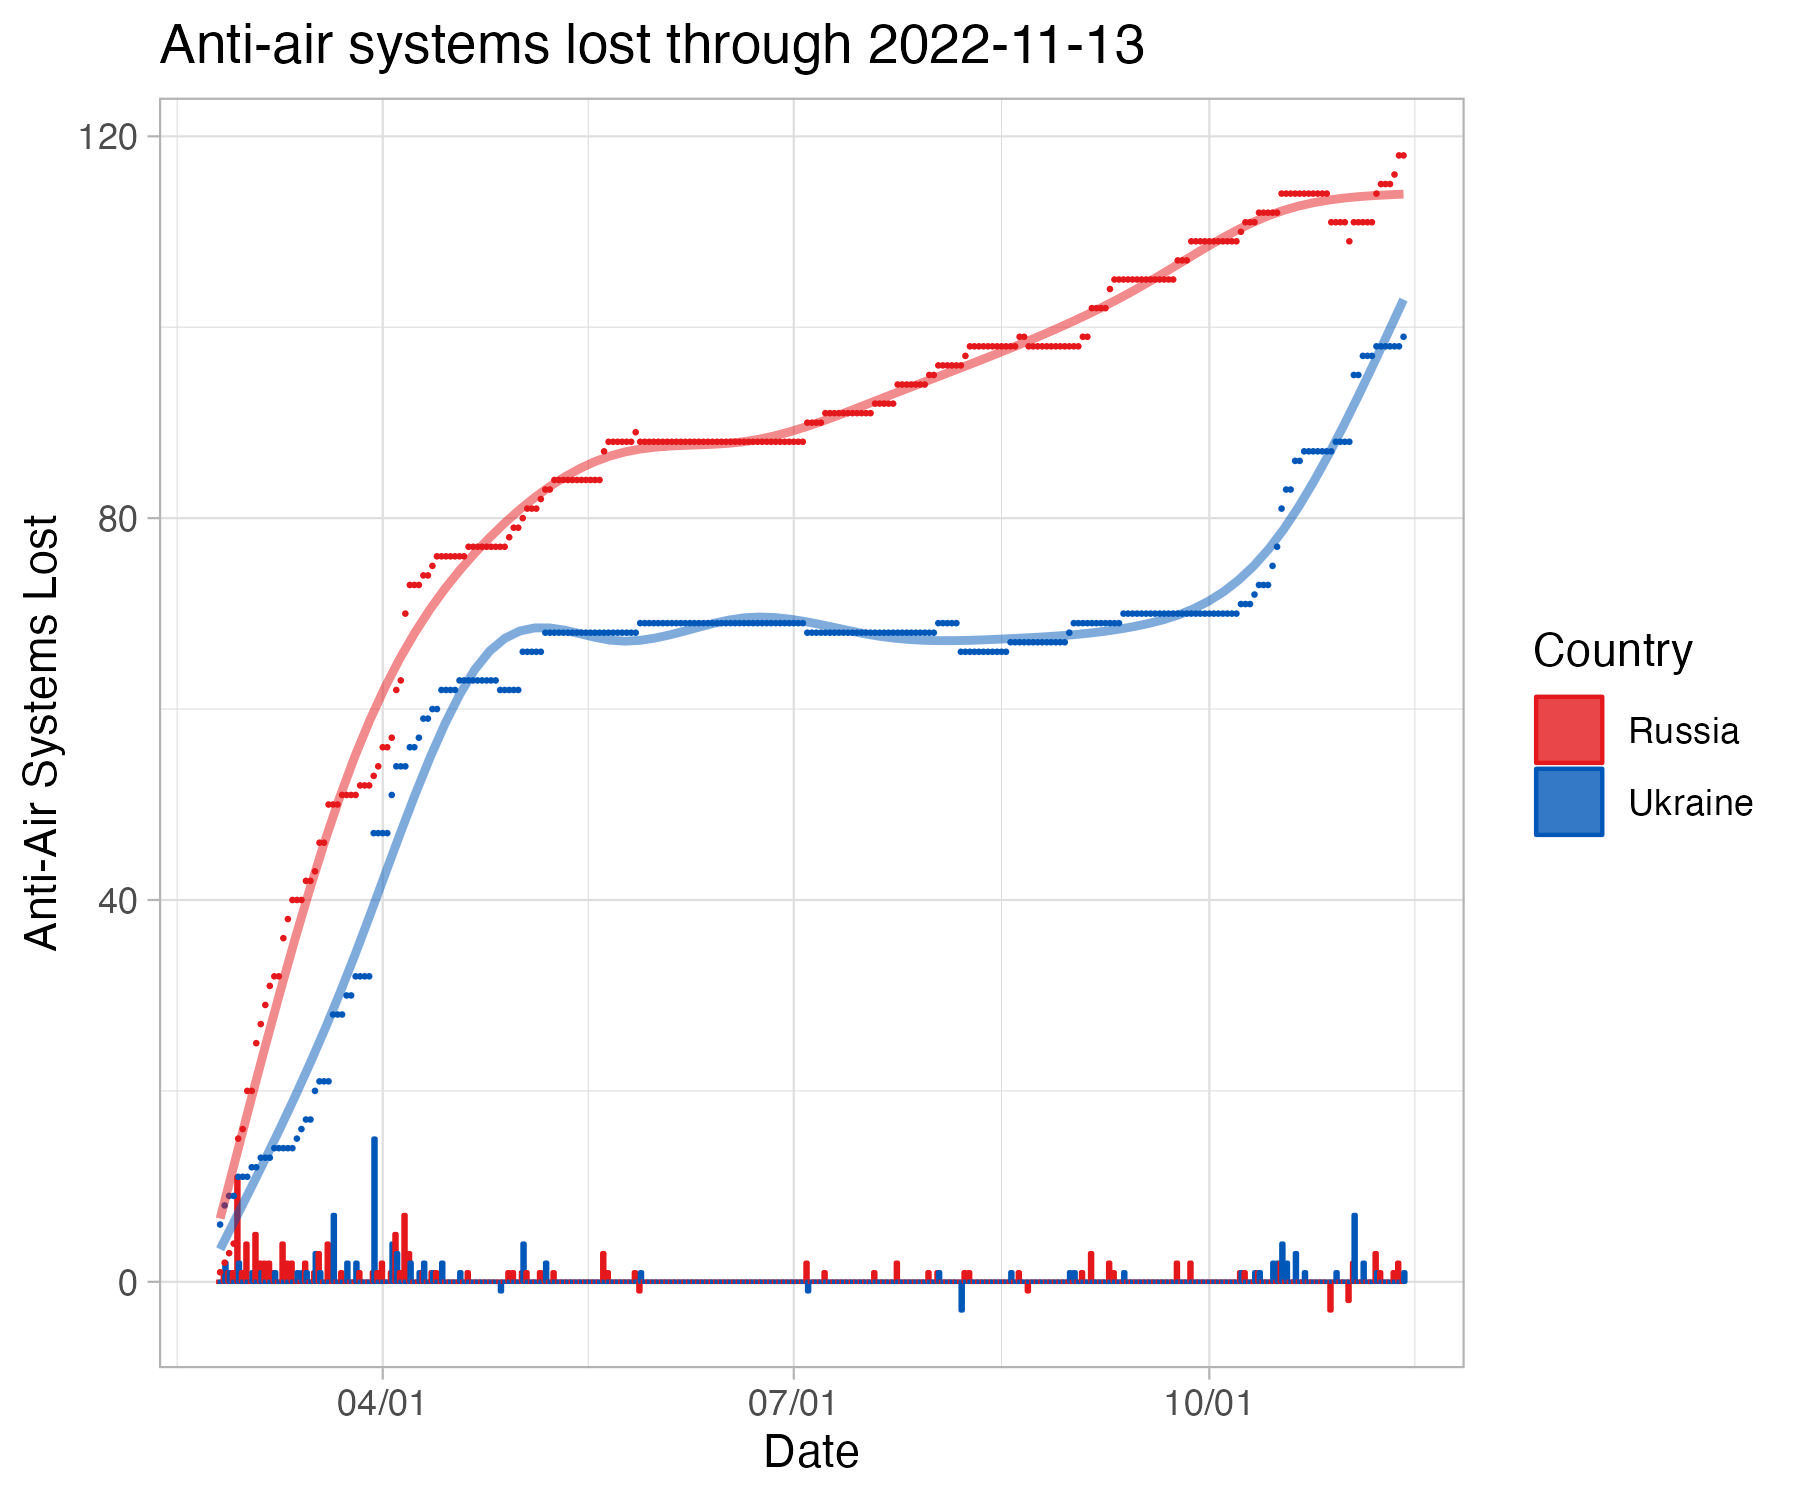 Anti-air systems lost through 2022-11-13
Anti-Air Systems Lost
120
80
40
0
04/01
07/01
10/01
Date
Country
Russia
Ukraine